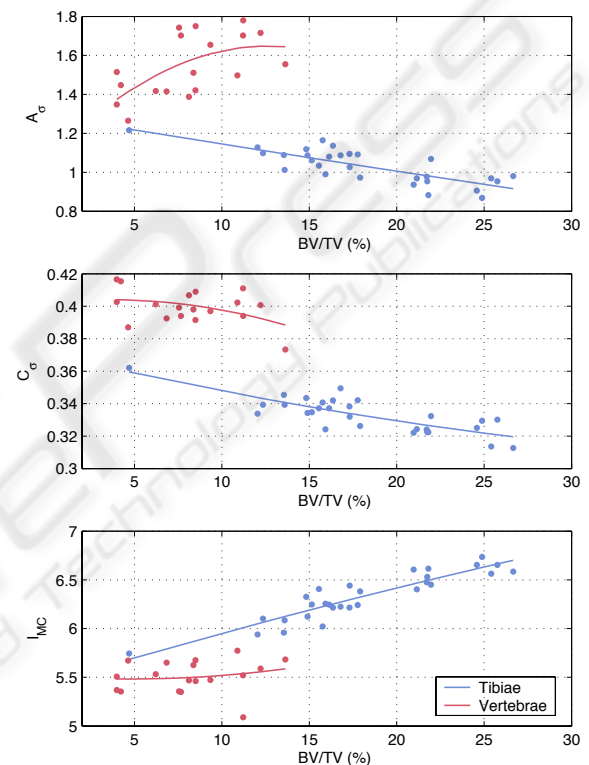 1.8
1.6
1.4
1.2
1
0.8
Aσ
5 10 15 20 25 30
BV/TV (%)
0.42
0.4
0.38
0.36
0.34
0.32
0.3
Cσ
5 10 15 20 25 30
BV/TV (%)
7
6.5
6
5.5
5
IMC
Tibiae
Vertebrae
5 10 15 20 25 30
BV/TV (%)
Press
d Technology Publications